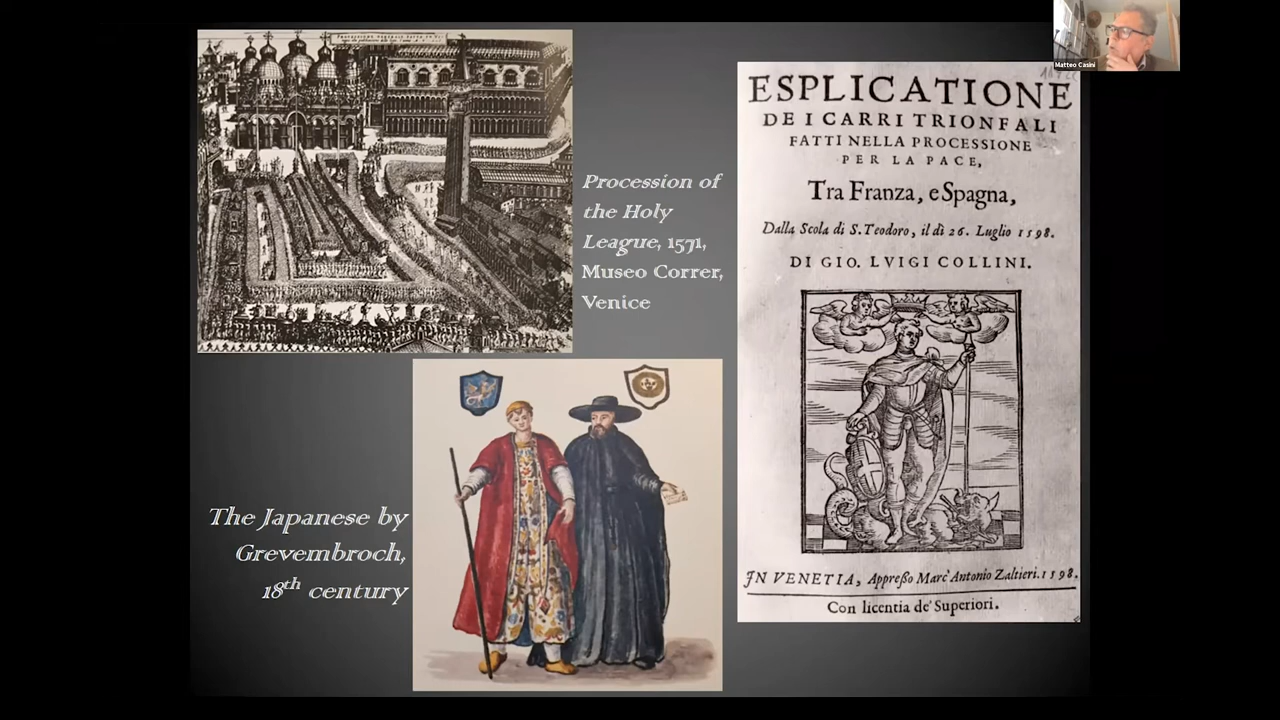 Matteo Casini
Procession of
the Holy
League, 1571,
Museo Correr,
Venice
The Japanese by
Grevembroch,
18th century
ESPLICATIONE
DE I CARRI TRIONFALI
FATTI NELLA PROCESSIONE
PER LA PACE,
Tra Franza, e Spagna,
Dalla Scola di S. Teodoro, il dì 26. Luglio 1598.
DI GIO. LVIGI COLLINI.
IN VENETIA, Appreßo Marc'Antonio Zaltieri. 1598.
Con licentia de' Superiori.